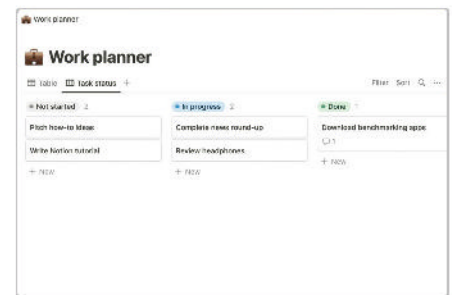 Work planner
Work planner
Table Task status +
Filter Sort
Not started 2
In progress 2
Done 1
Pitch how-to ideas
Complete news round-up
Download benchmarking apps
1
Write Notion tutorial
Review headphones
+ New
+ New
+ New